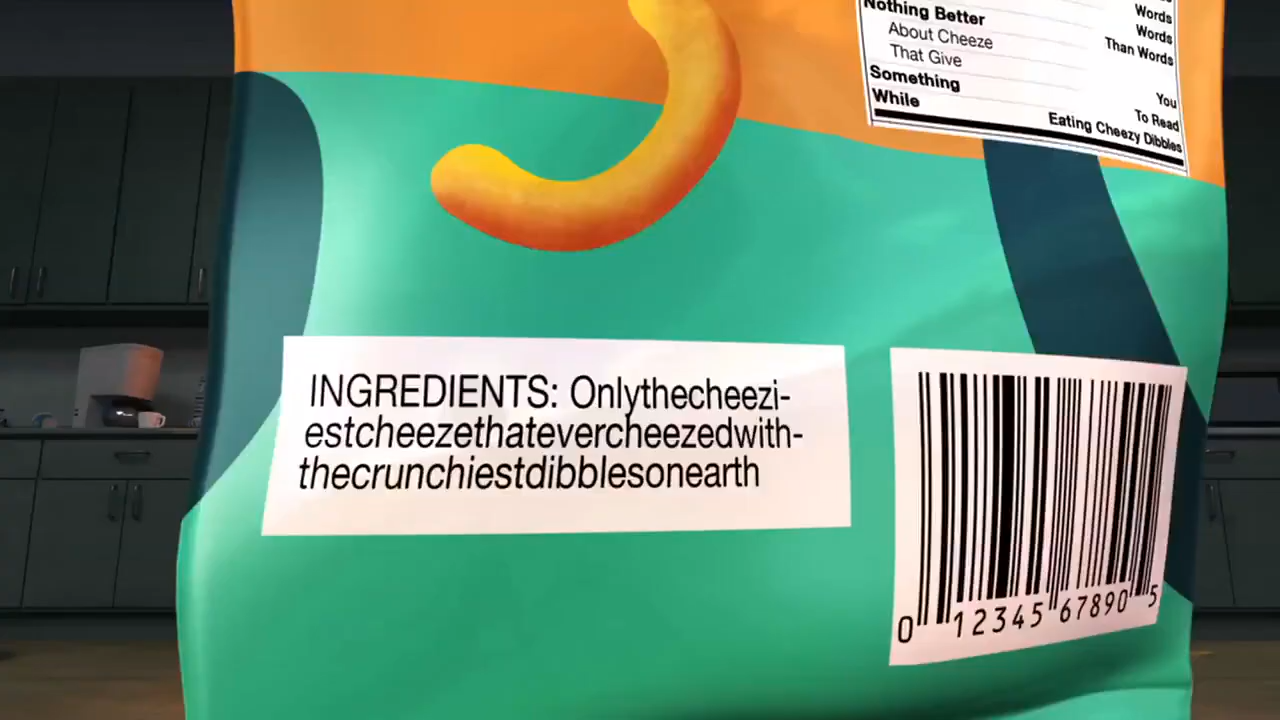 Words
Nothing Better Words
About Cheeze Than Words
That Give
Something You
While To Read
Eating Cheezy Dibbles
INGREDIENTS: Onlythecheezi-
estcheezethatevercheezedwith-
thecrunchiestdibblesonearth
0 12345 67890 5